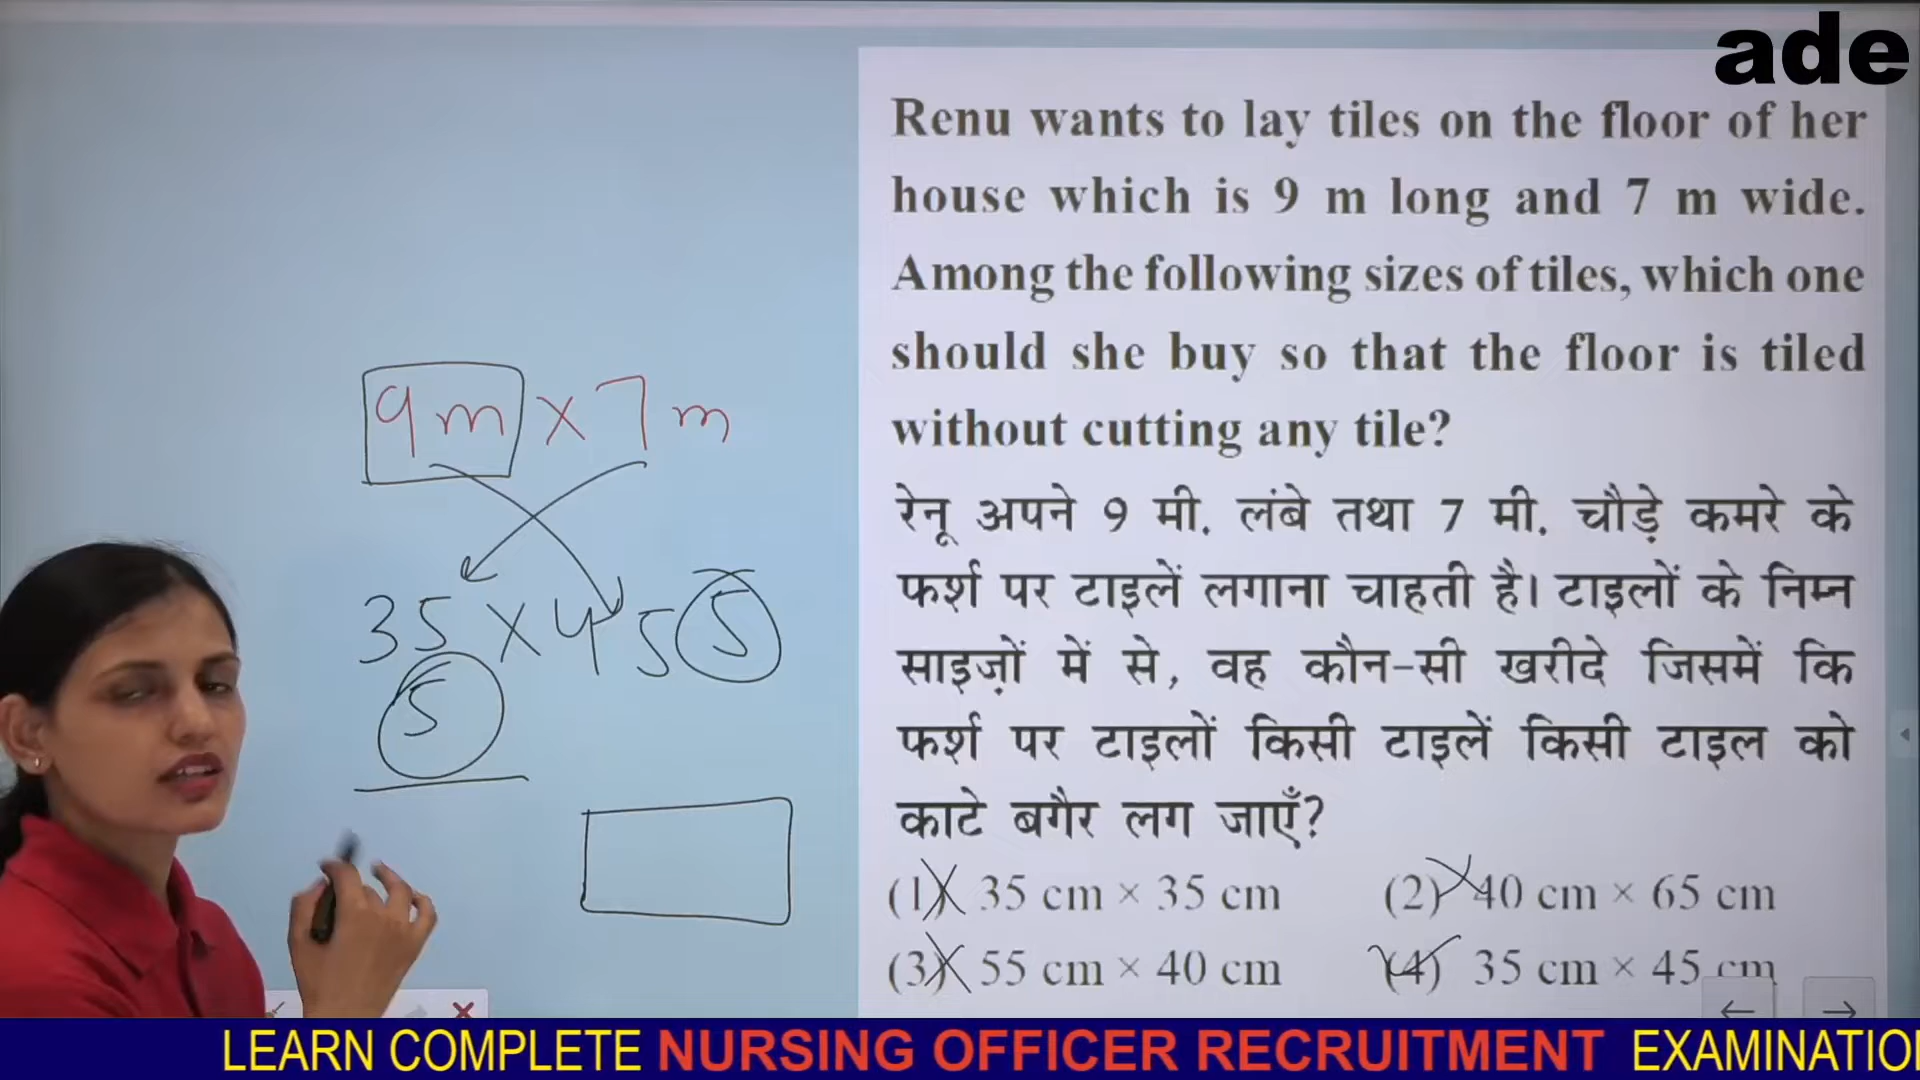 ade
Renu wants to lay tiles on the floor of her
house which is 9 m long and 7 m wide.
Among the following sizes of tiles, which one
should she buy so that the floor is tiled
without cutting any tile?
रेनू अपने 9 मी. लंबे तथा 7 मी. चौड़े कमरे के
फर्श पर टाइलें लगाना चाहती है। टाइलों के निम्न
साइज़ों में से, वह कौन-सी खरीदे जिसमें कि
फर्श पर टाइलों किसी टाइलें किसी टाइल को
काटे बगैर लग जाएँ?
(1) 35 cm × 35 cm (2) 40 cm × 65 cm
(3) 55 cm × 40 cm (4) 35 cm × 45 cm
9 m × 7 m
35 × 45 5
5
LEARN COMPLETE NURSING OFFICER RECRUITMENT EXAMINATIO